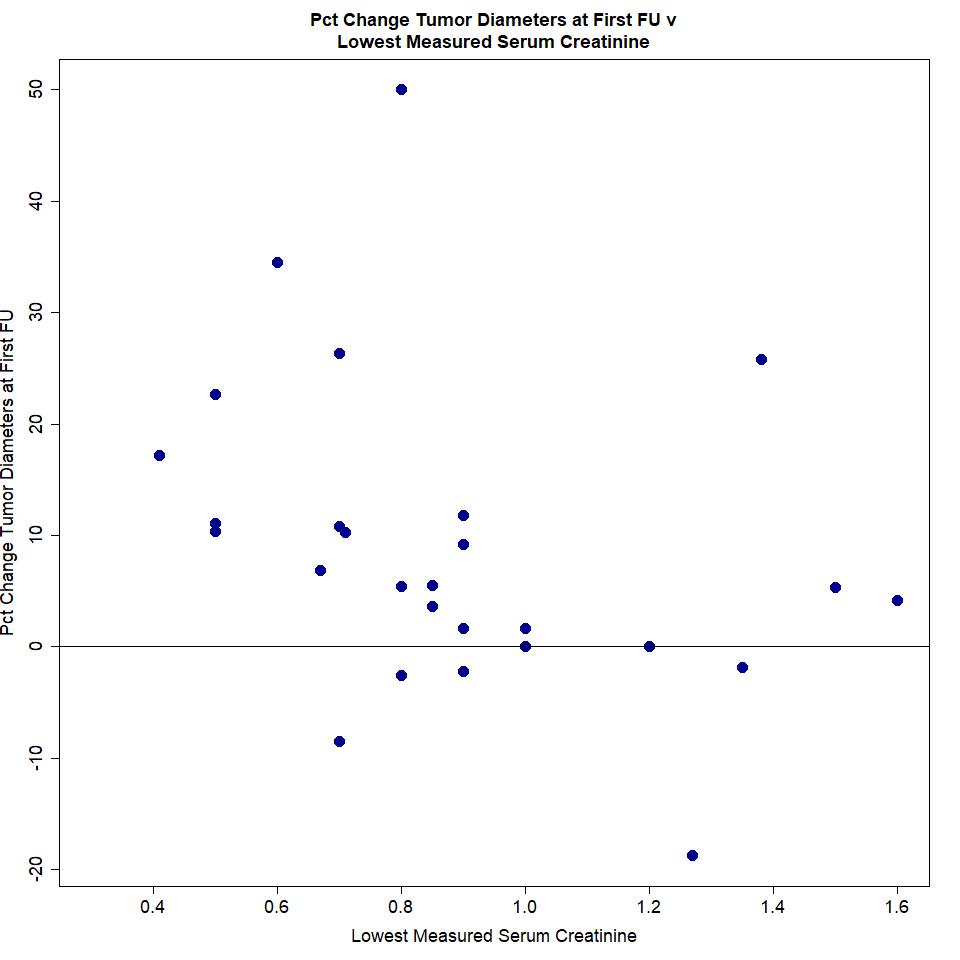 Pct Change Tumor Diameters at First FU v
Lowest Measured Serum Creatinine
Pct Change Tumor Diameters at First FU
50
40
30
20
10
0
-10
-20
0.4 0.6 0.8 1.0 1.2 1.4 1.6
Lowest Measured Serum Creatinine